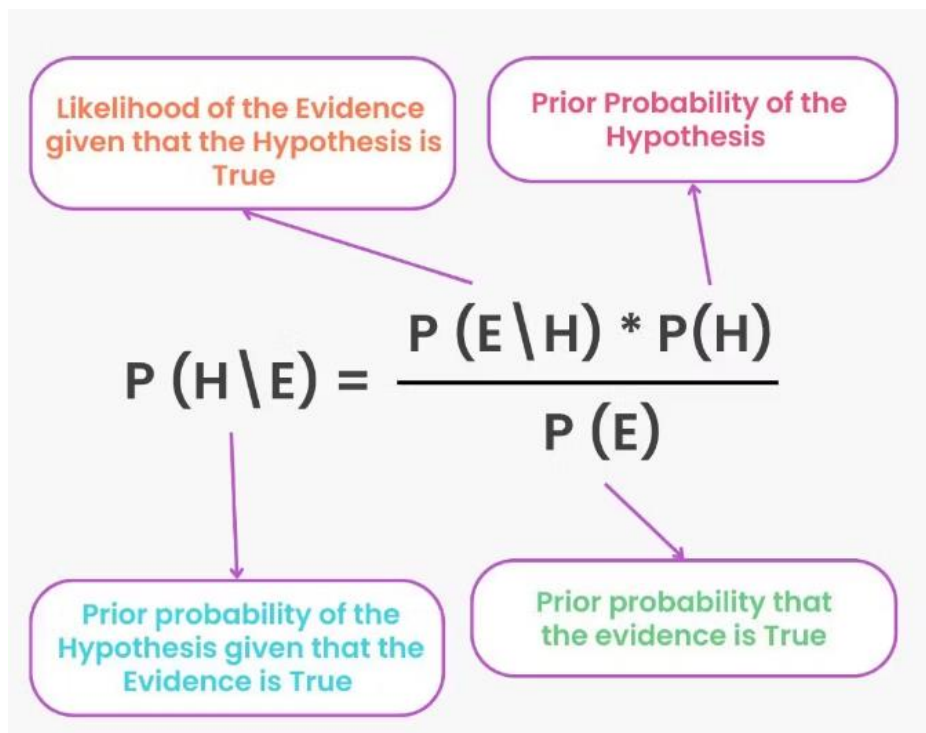 Likelihood of the Evidence
given that the Hypothesis is
True
Prior Probability of the
Hypothesis
P (E\H) * P(H)
P (H\E) =
P (E)
Prior probability of the
Hypothesis given that the
Evidence is True
Prior probability that
the evidence is True